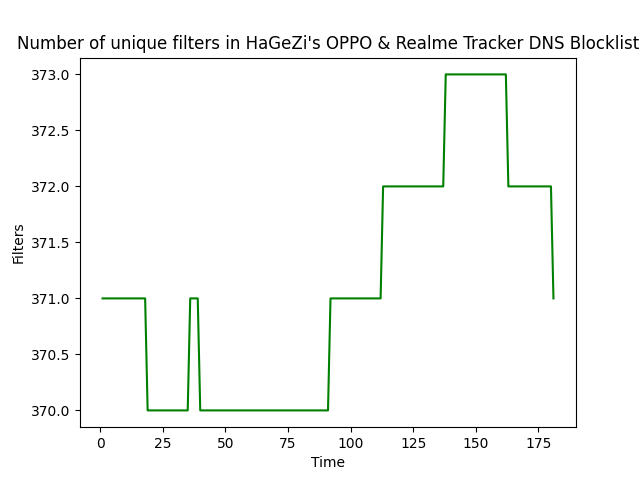 Number of unique filters in HaGeZi's OPPO & Realme Tracker DNS Blocklist
373.0
372.5
372.0
371.5
371.0
370.5
370.0
Filters
0 25 50 75 100 125 150 175
Time